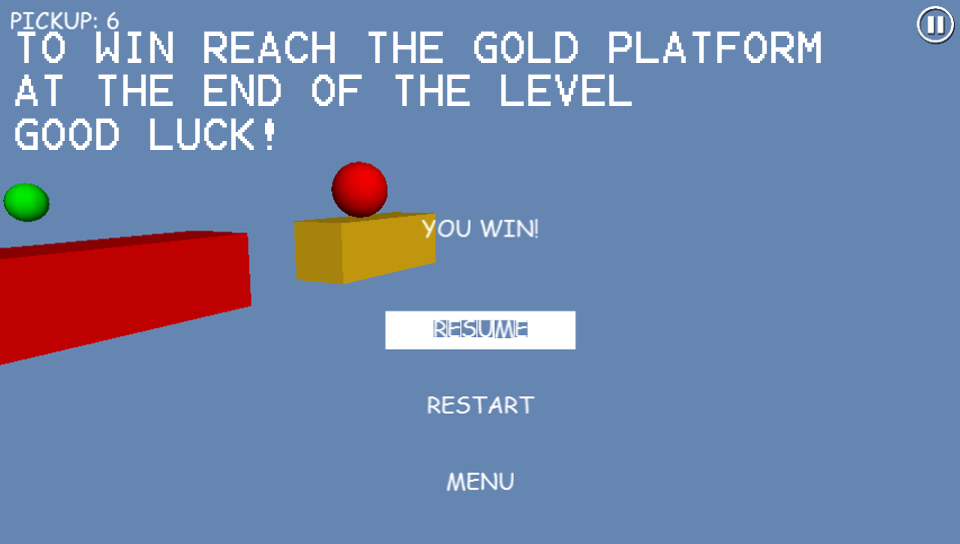 PICKUP: 6
TO WIN REACH THE GOLD PLATFORM
AT THE END OF THE LEVEL
GOOD LUCK!
YOU WIN!
RESUME
RESTART
MENU